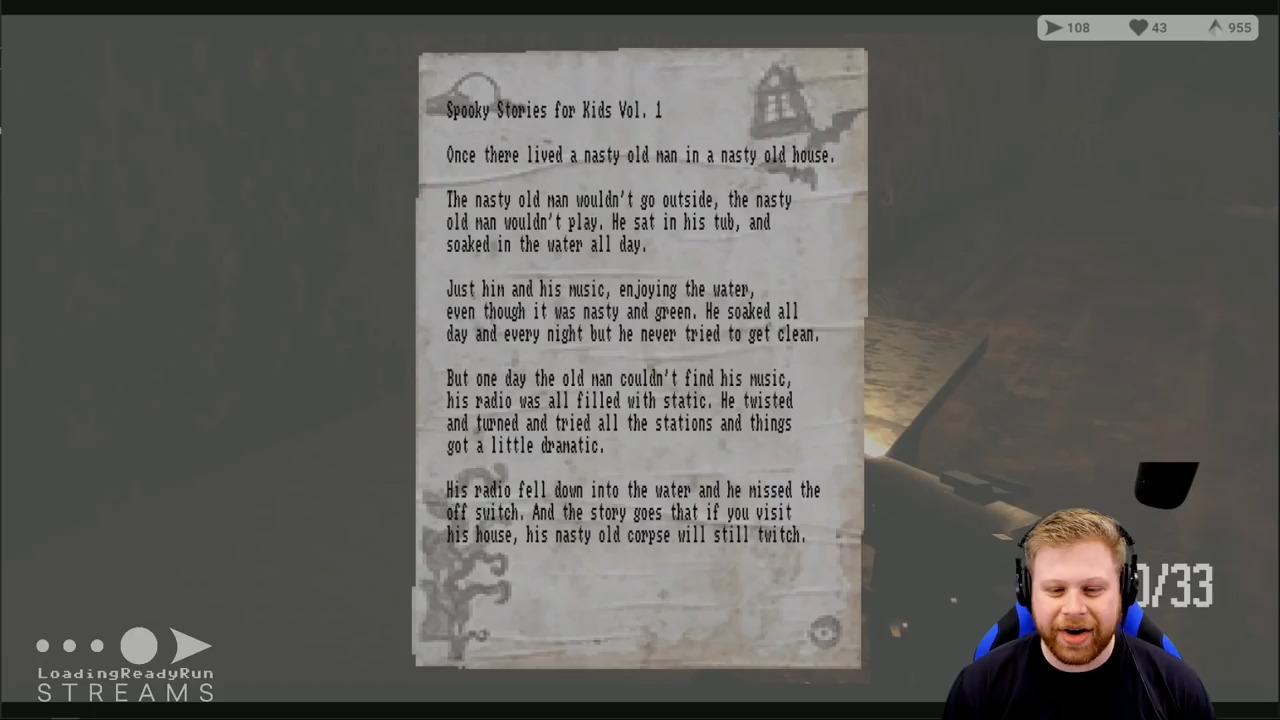 108 43 955
Spooky Stories for Kids Vol. 1
Once there lived a nasty old man in a nasty old house.
The nasty old man wouldn't go outside, the nasty
old man wouldn't play. He sat in his tub, and
soaked in the water all day.
Just him and his music, enjoying the water,
even though it was nasty and green. He soaked all
day and every night but he never tried to get clean.
But one day the old man couldn't find his music,
his radio was all filled with static. He twisted
and turned and tried all the stations and things
got a little dramatic.
His radio fell down into the water and he missed the
off switch. And the story goes that if you visit
his house, his nasty old corpse will still twitch.
/33
LoadingReadyRun
STREAMS